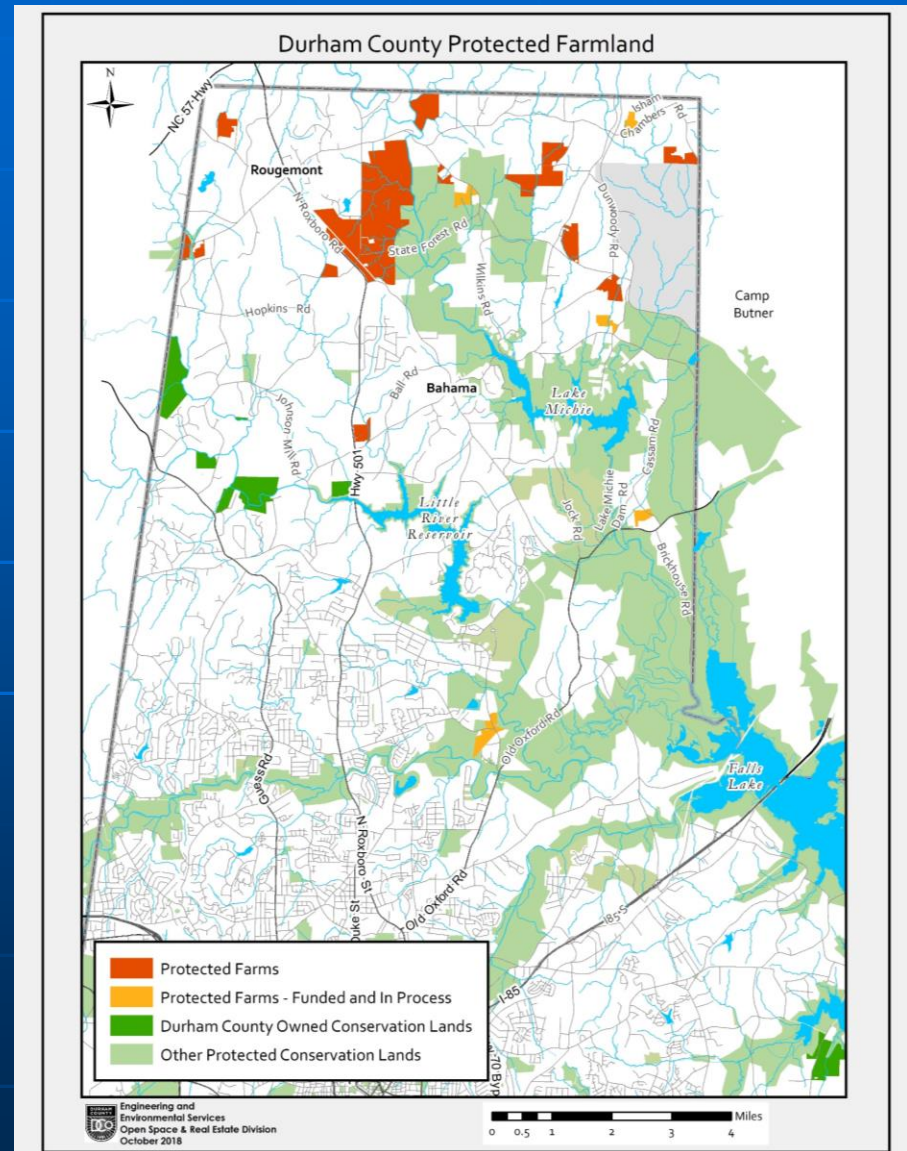 Durham County Protected Farmland
N
NC 57-Hwy
Isham
Chambers
Rd
Rougemont
N-Roxboro Rd
State Forest Rd
Dunwoody Rd
Wilkins Rd
Camp
Butner
Hopkins Rd
Ball-Rd
Bahama
Lake
Michie
Johnson Mill Rd
Hwy 501
Cassam Rd
Little
River
Reservoir
Jock Rd
Lake Michie
Dam Rd
Brickhouse Rd
Old Oxford Rd
Falls
Lake
Guess Rd
N Roxboro St
Duke St
Old Oxford Rd
I-85-S
I-85
-70 Byp
Protected Farms
Protected Farms - Funded and In Process
Durham County Owned Conservation Lands
Other Protected Conservation Lands
DURHAM
COUNTY
DCO
Engineering and
Environmental Services
Open Space & Real Estate Division
October 2018
Miles
0 0.5 1 2 3 4